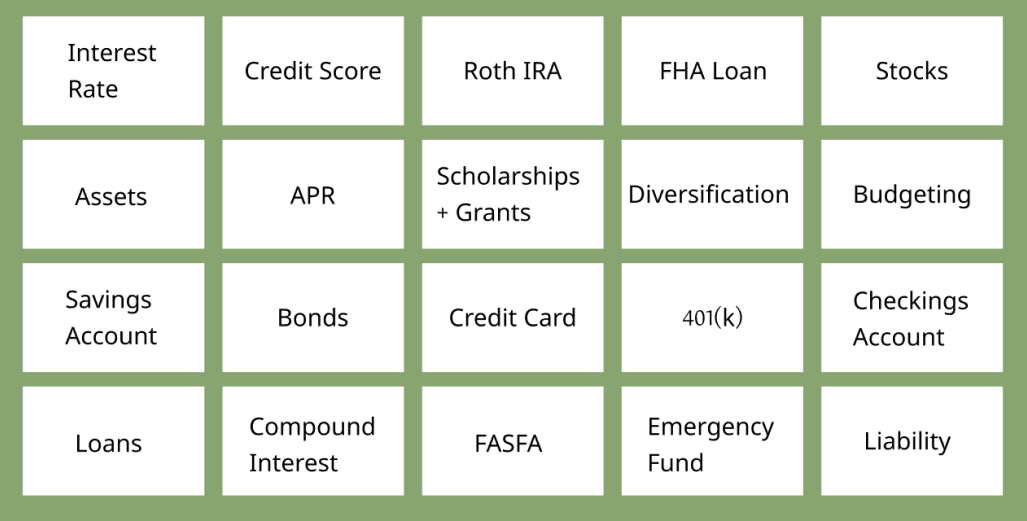 Interest
Rate
Credit Score
Roth IRA
FHA Loan
Stocks
Assets
APR
Scholarships
+ Grants
Diversification
Budgeting
Savings
Account
Bonds
Credit Card
401(k)
Checkings
Account
Loans
Compound
Interest
FASFA
Emergency
Fund
Liability